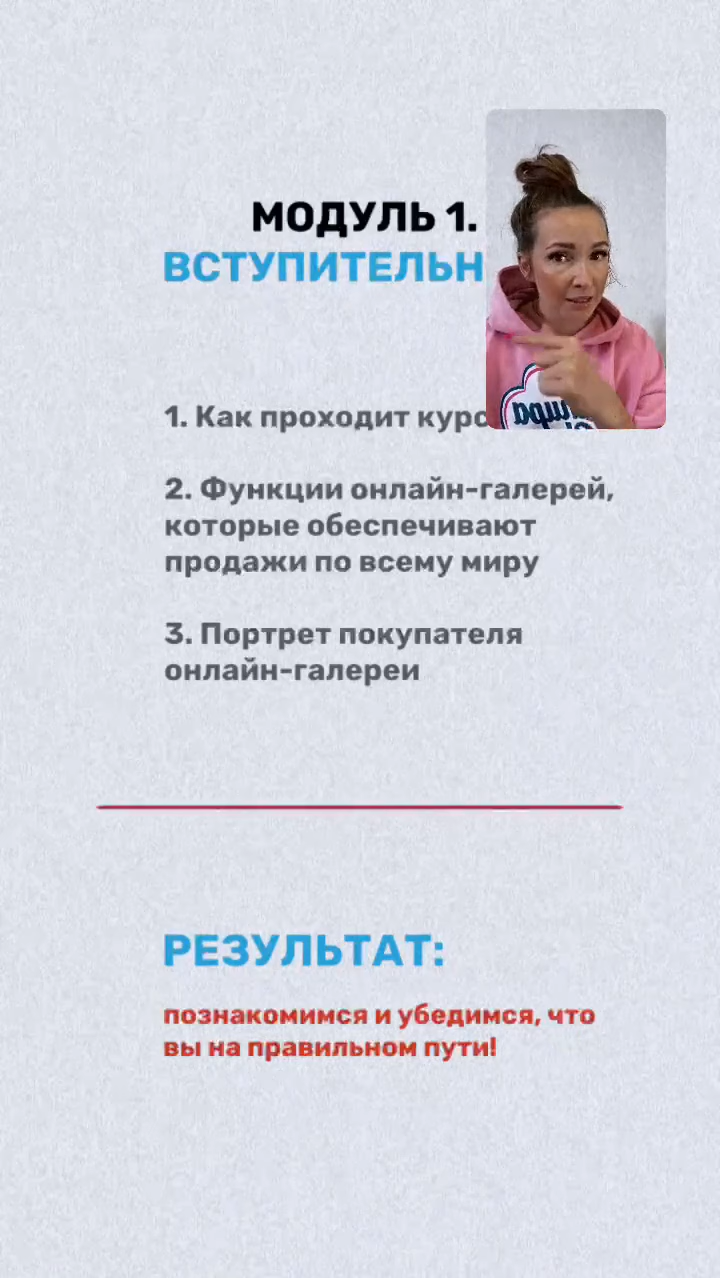 МОДУЛЬ 1.
ВСТУПИТЕЛЬН
1. Как проходит курс
2. Функции онлайн-галерей,
которые обеспечивают
продажи по всему миру
3. Портрет покупателя
онлайн-галереи
РЕЗУЛЬТАТ:
познакомимся и убедимся, что
вы на правильном пути!